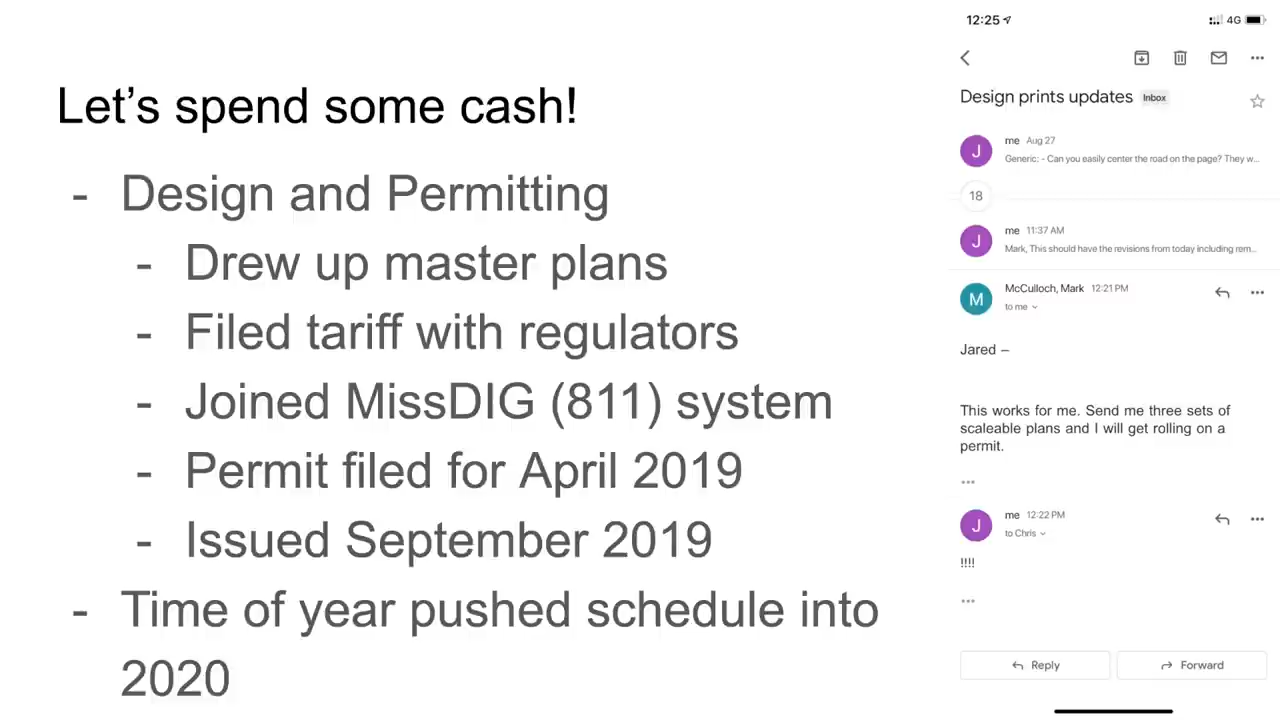 Let's spend some cash!
- Design and Permitting
- Drew up master plans
- Filed tariff with regulators
- Joined MissDIG (811) system
- Permit filed for April 2019
- Issued September 2019
- Time of year pushed schedule into
2020
12:25
4G
Design prints updates Inbox
J
me Aug 27
Generic: - Can you easily center the road on the page? They w...
18
J
me 11:37 AM
Mark, This should have the revisions from today including rem...
M
McCulloch, Mark 12:21 PM
to me
Jared –
This works for me. Send me three sets of
scaleable plans and I will get rolling on a
permit.
...
J
me 12:22 PM
to Chris
!!!!
...
Reply
Forward